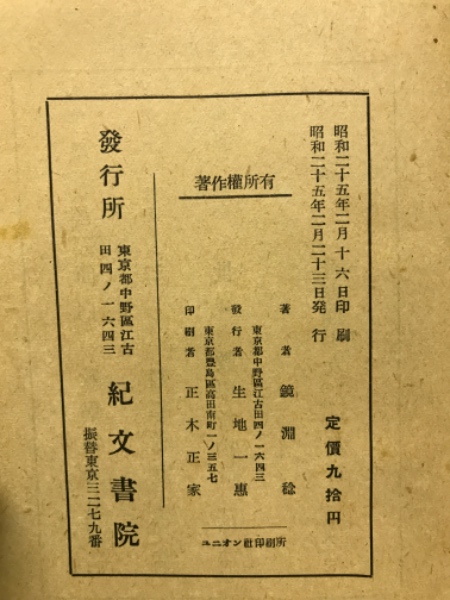 昭和二十五年二月十六日印刷
昭和二十五年二月二十三日発行
定價九拾円
著作權所有
著者 鏡淵稔
東京都中野區江古田四ノ一六四三
發行者 生地一惠
東京都豊島區高田南町一ノ三五七
印刷者 正木正家
ユニオン社印刷所
發行所
東京都中野區江古
田四ノ一六四三
紀文書院
振替東京三二七九番